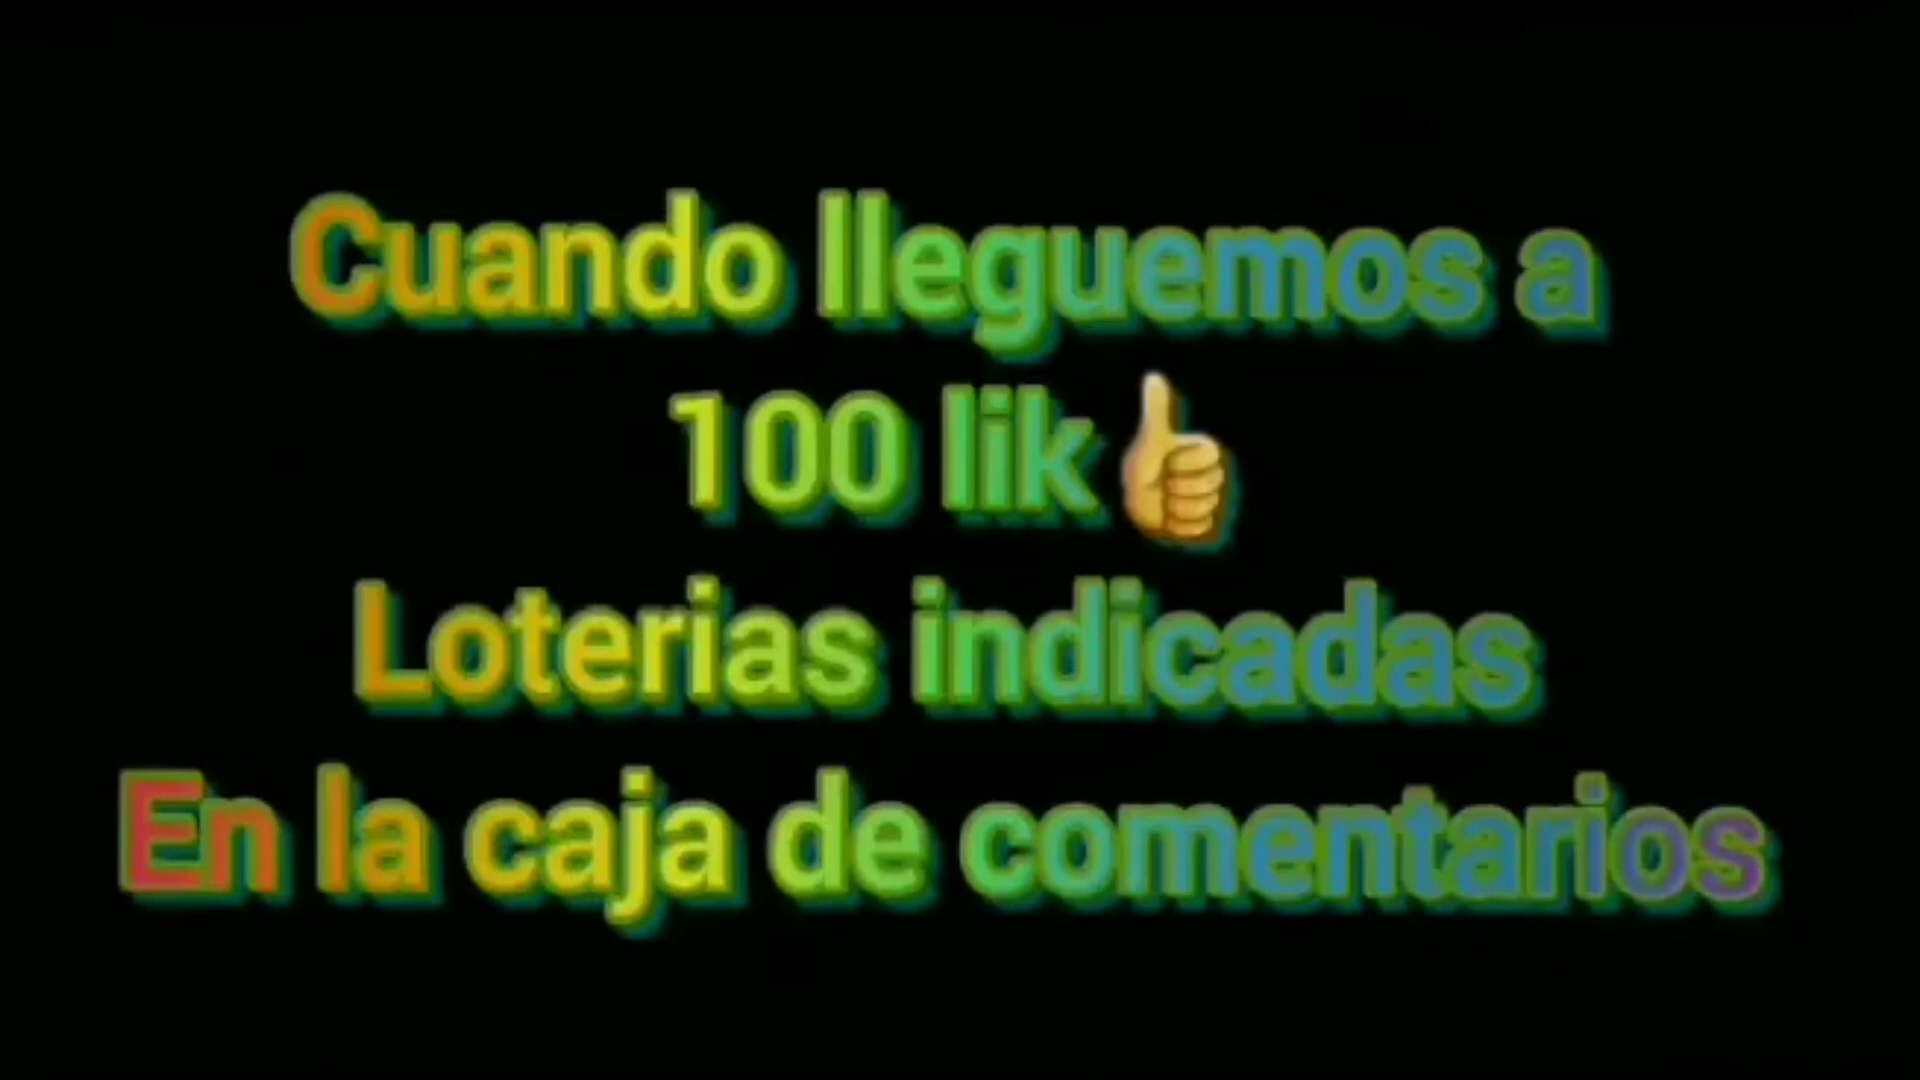 Cuando lleguemos a
100 lik👍
Loterias indicadas
En la caja de comentarios